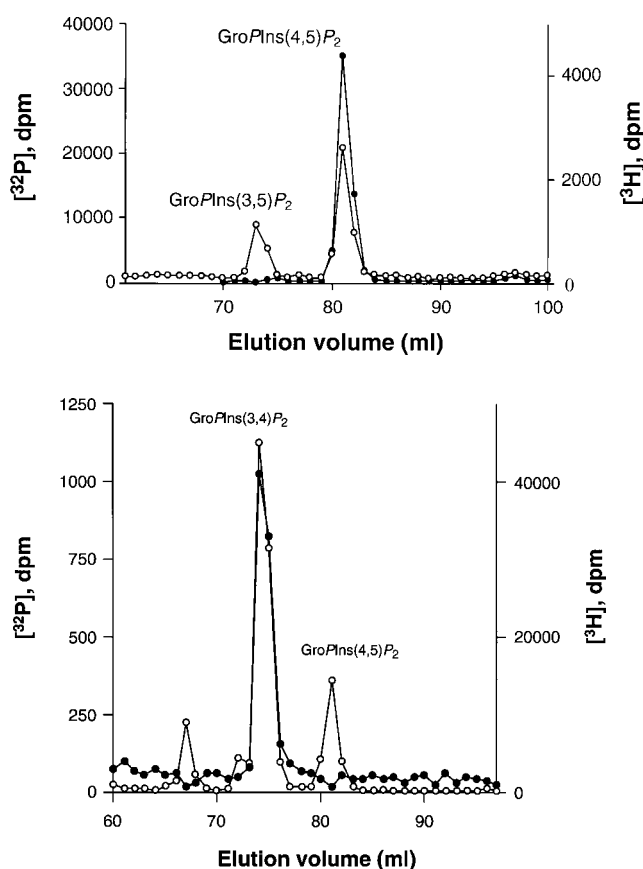 GroPIns(4,5)P₂
GroPIns(3,5)P₂
[³²P], dpm
40000
30000
20000
10000
0
[³H], dpm
4000
2000
0
70 80 90 100
Elution volume (ml)
GroPIns(3,4)P₂
GroPIns(4,5)P₂
[³²P], dpm
1250
1000
750
500
250
0
[³H], dpm
40000
20000
0
60 70 80 90
Elution volume (ml)